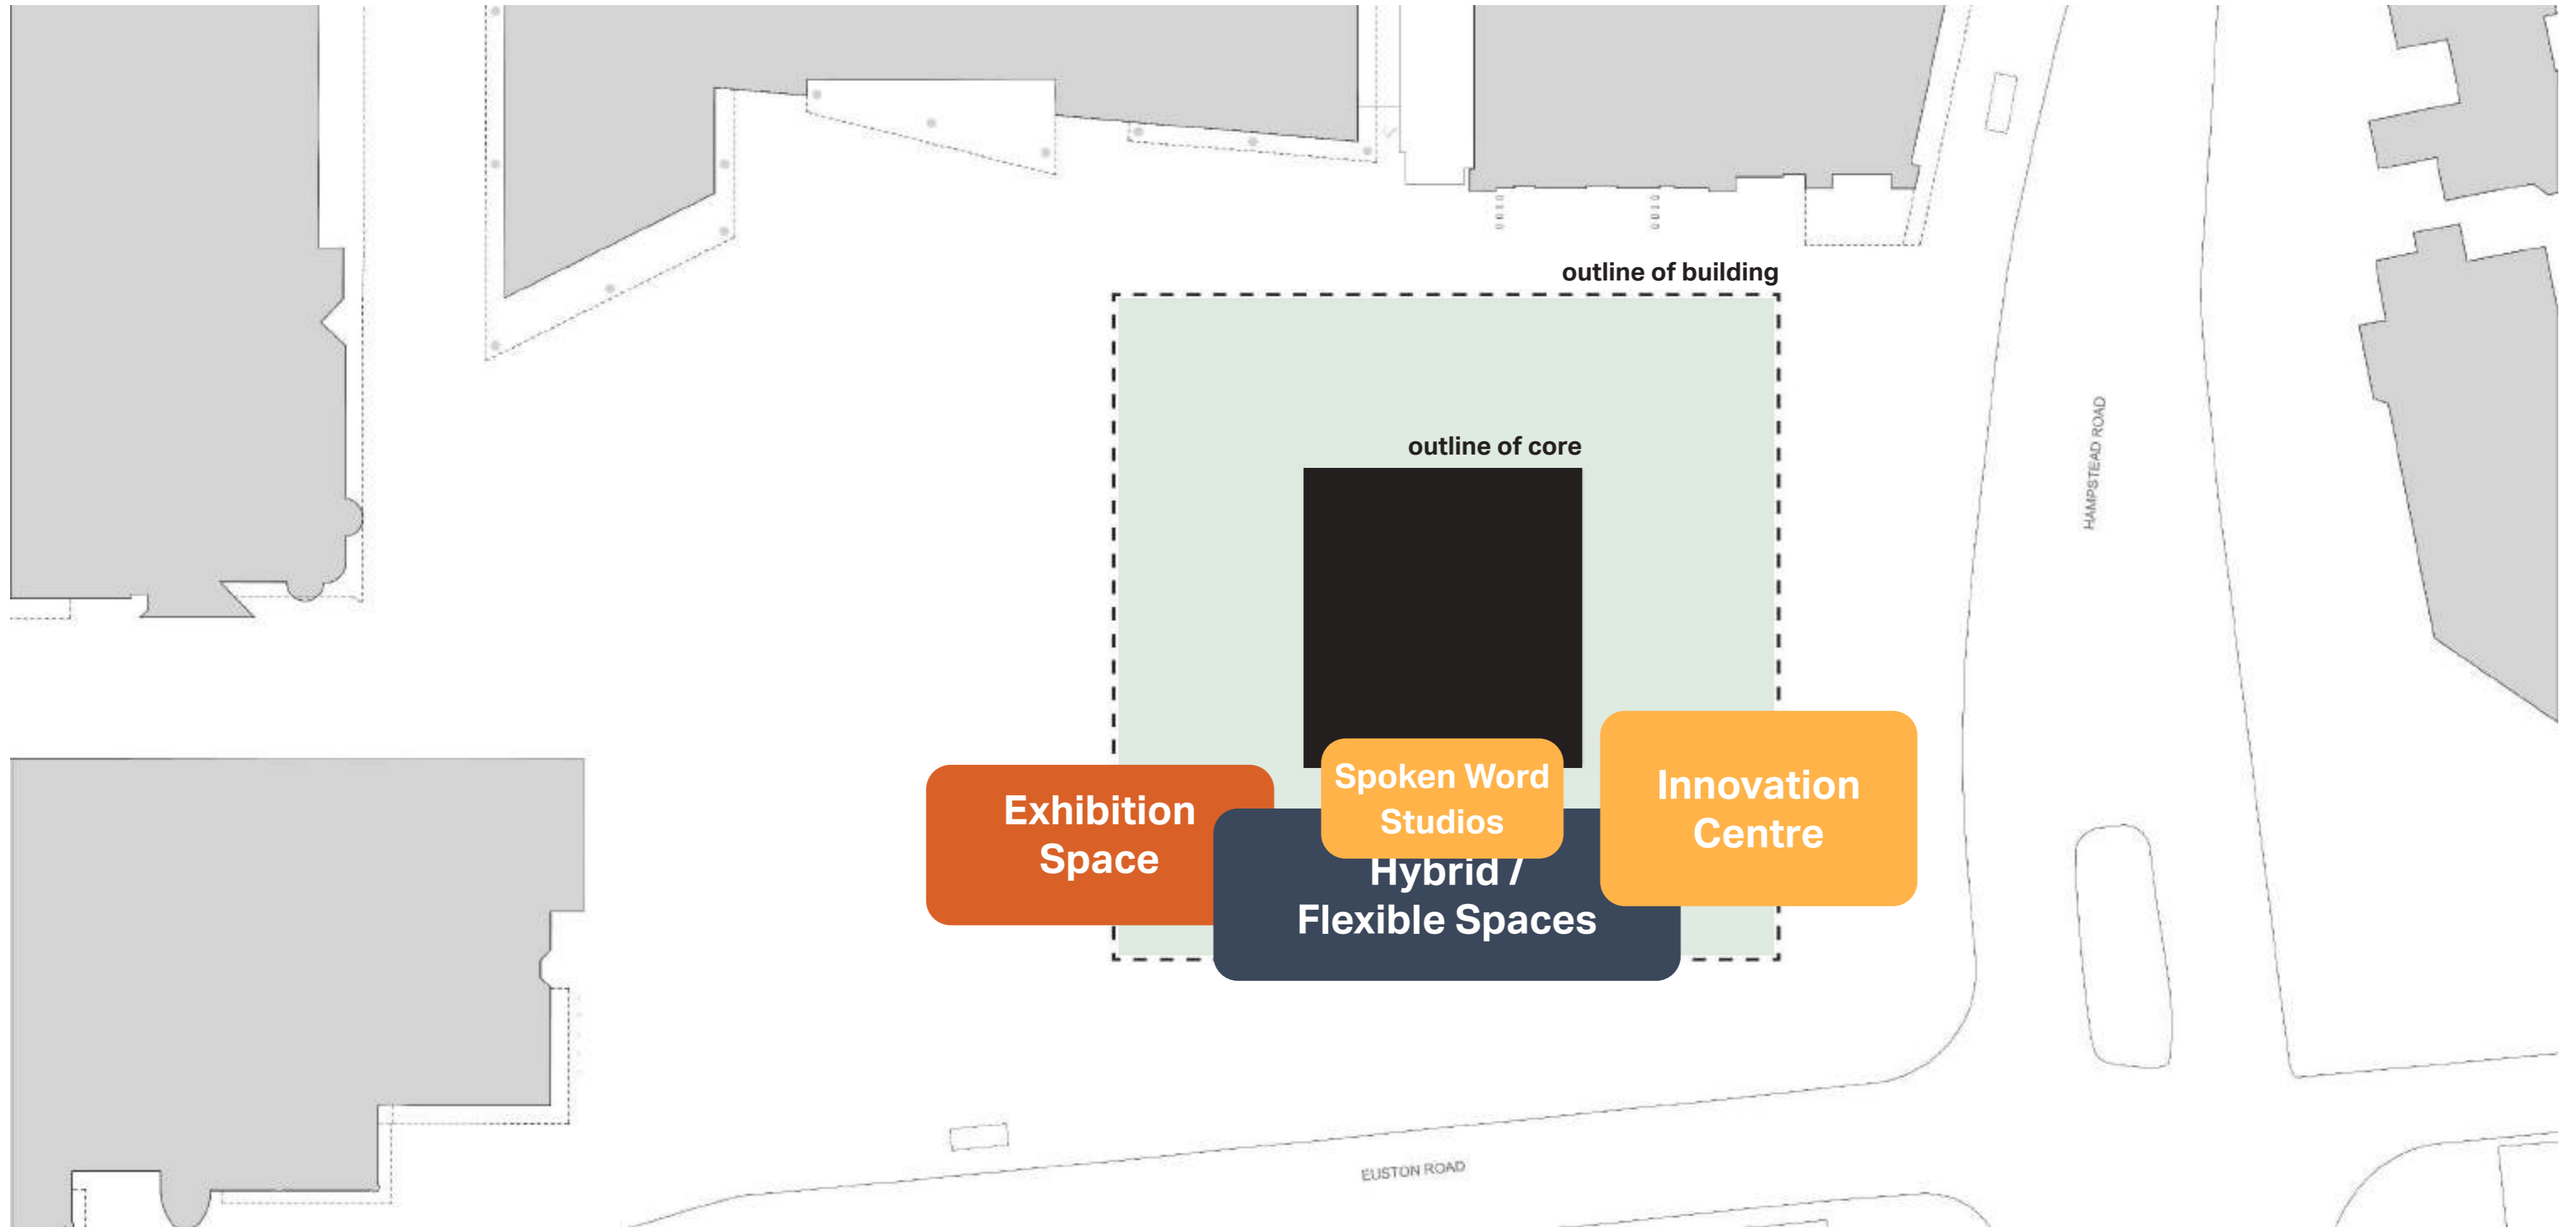 outline of building
outline of core
HAMPSTEAD ROAD
Spoken Word
Studios
Innovation
Centre
Exhibition
Space
Hybrid /
Flexible Spaces
EUSTON ROAD